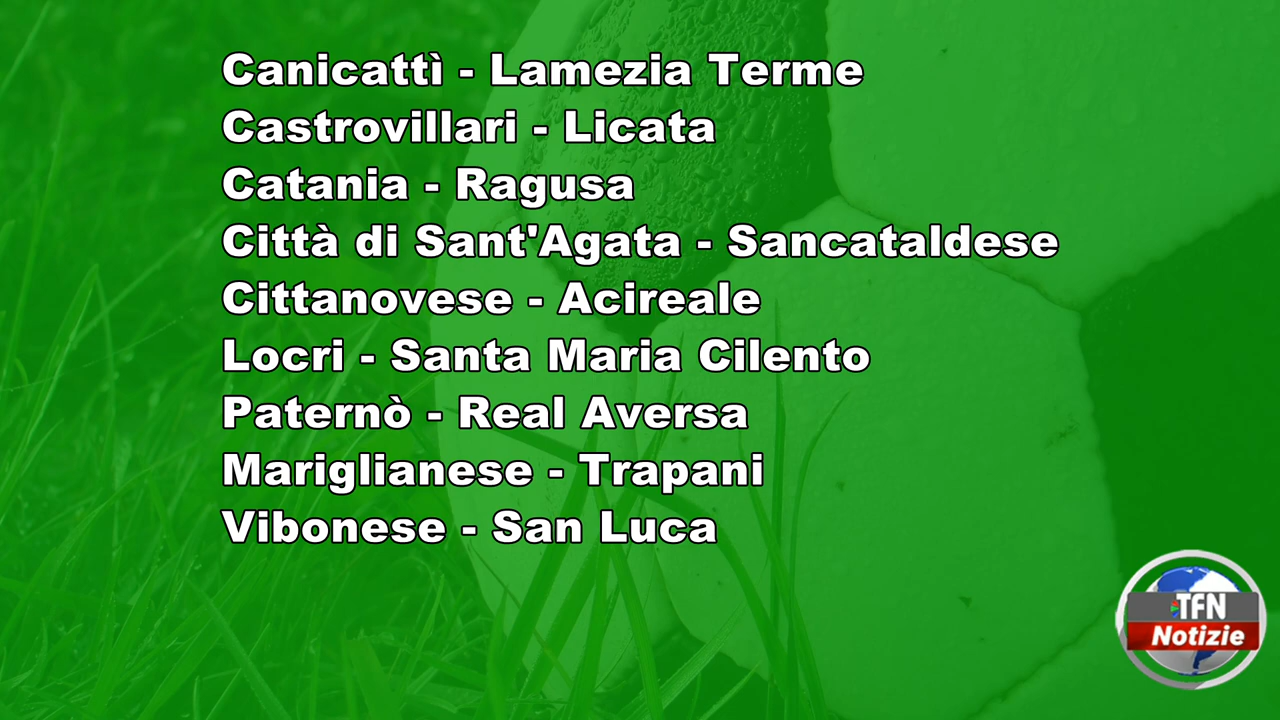 Canicattì - Lamezia Terme
Castrovillari - Licata
Catania - Ragusa
Città di Sant'Agata - Sancataldese
Cittanovese - Acireale
Locri - Santa Maria Cilento
Paternò - Real Aversa
Mariglianese - Trapani
Vibonese - San Luca
TFN
Notizie